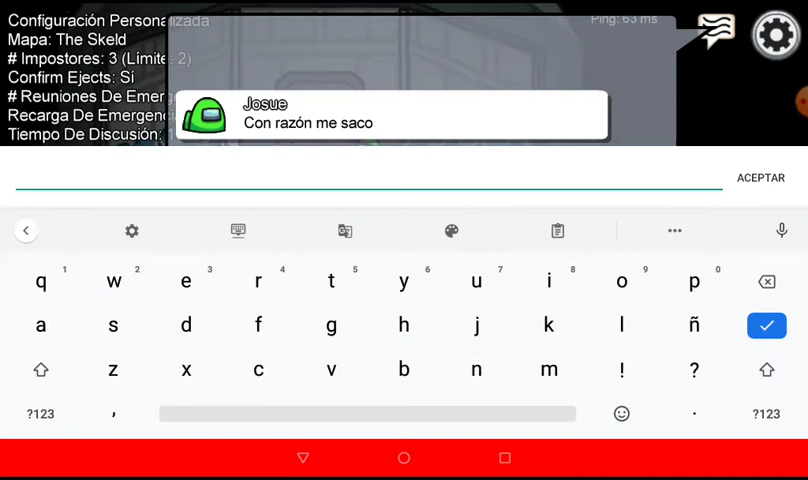 Configuración Personalizada
Ping: 63 ms
Mapa: The Skeld
# Impostores: 3 (Límite: 2)
Confirm Ejects: Sí
# Reuniones De Emerg
Recarga De Emergenci
Tiempo De Discusión: 1
Josue
Con razón me saco
ACEPTAR
q 1 w 2 e 3 r 4 t 5 y 6 u 7 i 8 o 9 p 0
a s d f g h j k l ñ
z x c v b n m ! ?
?123 , . ?123